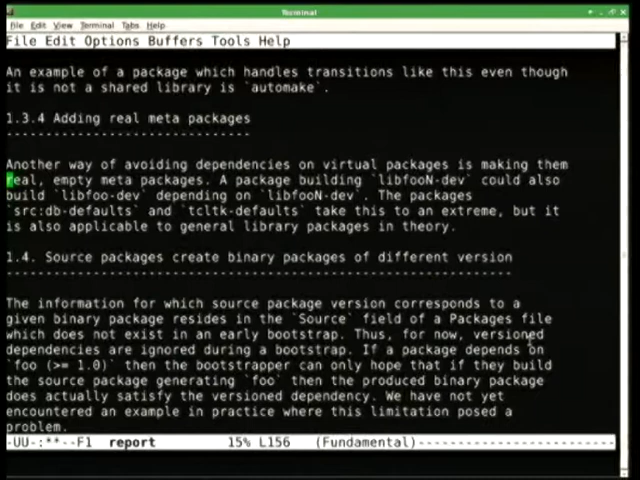 Terminal
File Edit View Terminal Tabs Help
File Edit Options Buffers Tools Help
An example of a package which handles transitions like this even though
it is not a shared library is `automake`.
1.3.4 Adding real meta packages
-------------------------------
Another way of avoiding dependencies on virtual packages is making them
real, empty meta packages. A package building `libfooN-dev` could also
build `libfoo-dev` depending on `libfooN-dev`. The packages
`src:db-defaults` and `tcltk-defaults` take this to an extreme, but it
is also applicable to general library packages in theory.
1.4. Source packages create binary packages of different version
----------------------------------------------------------------
The information for which source package version corresponds to a
given binary package resides in the `Source` field of a Packages file
which does not exist in an early bootstrap. Thus, for now, versioned
dependencies are ignored during a bootstrap. If a package depends on
`foo (>= 1.0)` then the bootstrapper can only hope that if they build
the source package generating `foo` then the produced binary package
does actually satisfy the versioned dependency. We have not yet
encountered an example in practice where this limitation posed a
problem.
-UU-:**--F1  report  15% L156  (Fundamental)-------------------------